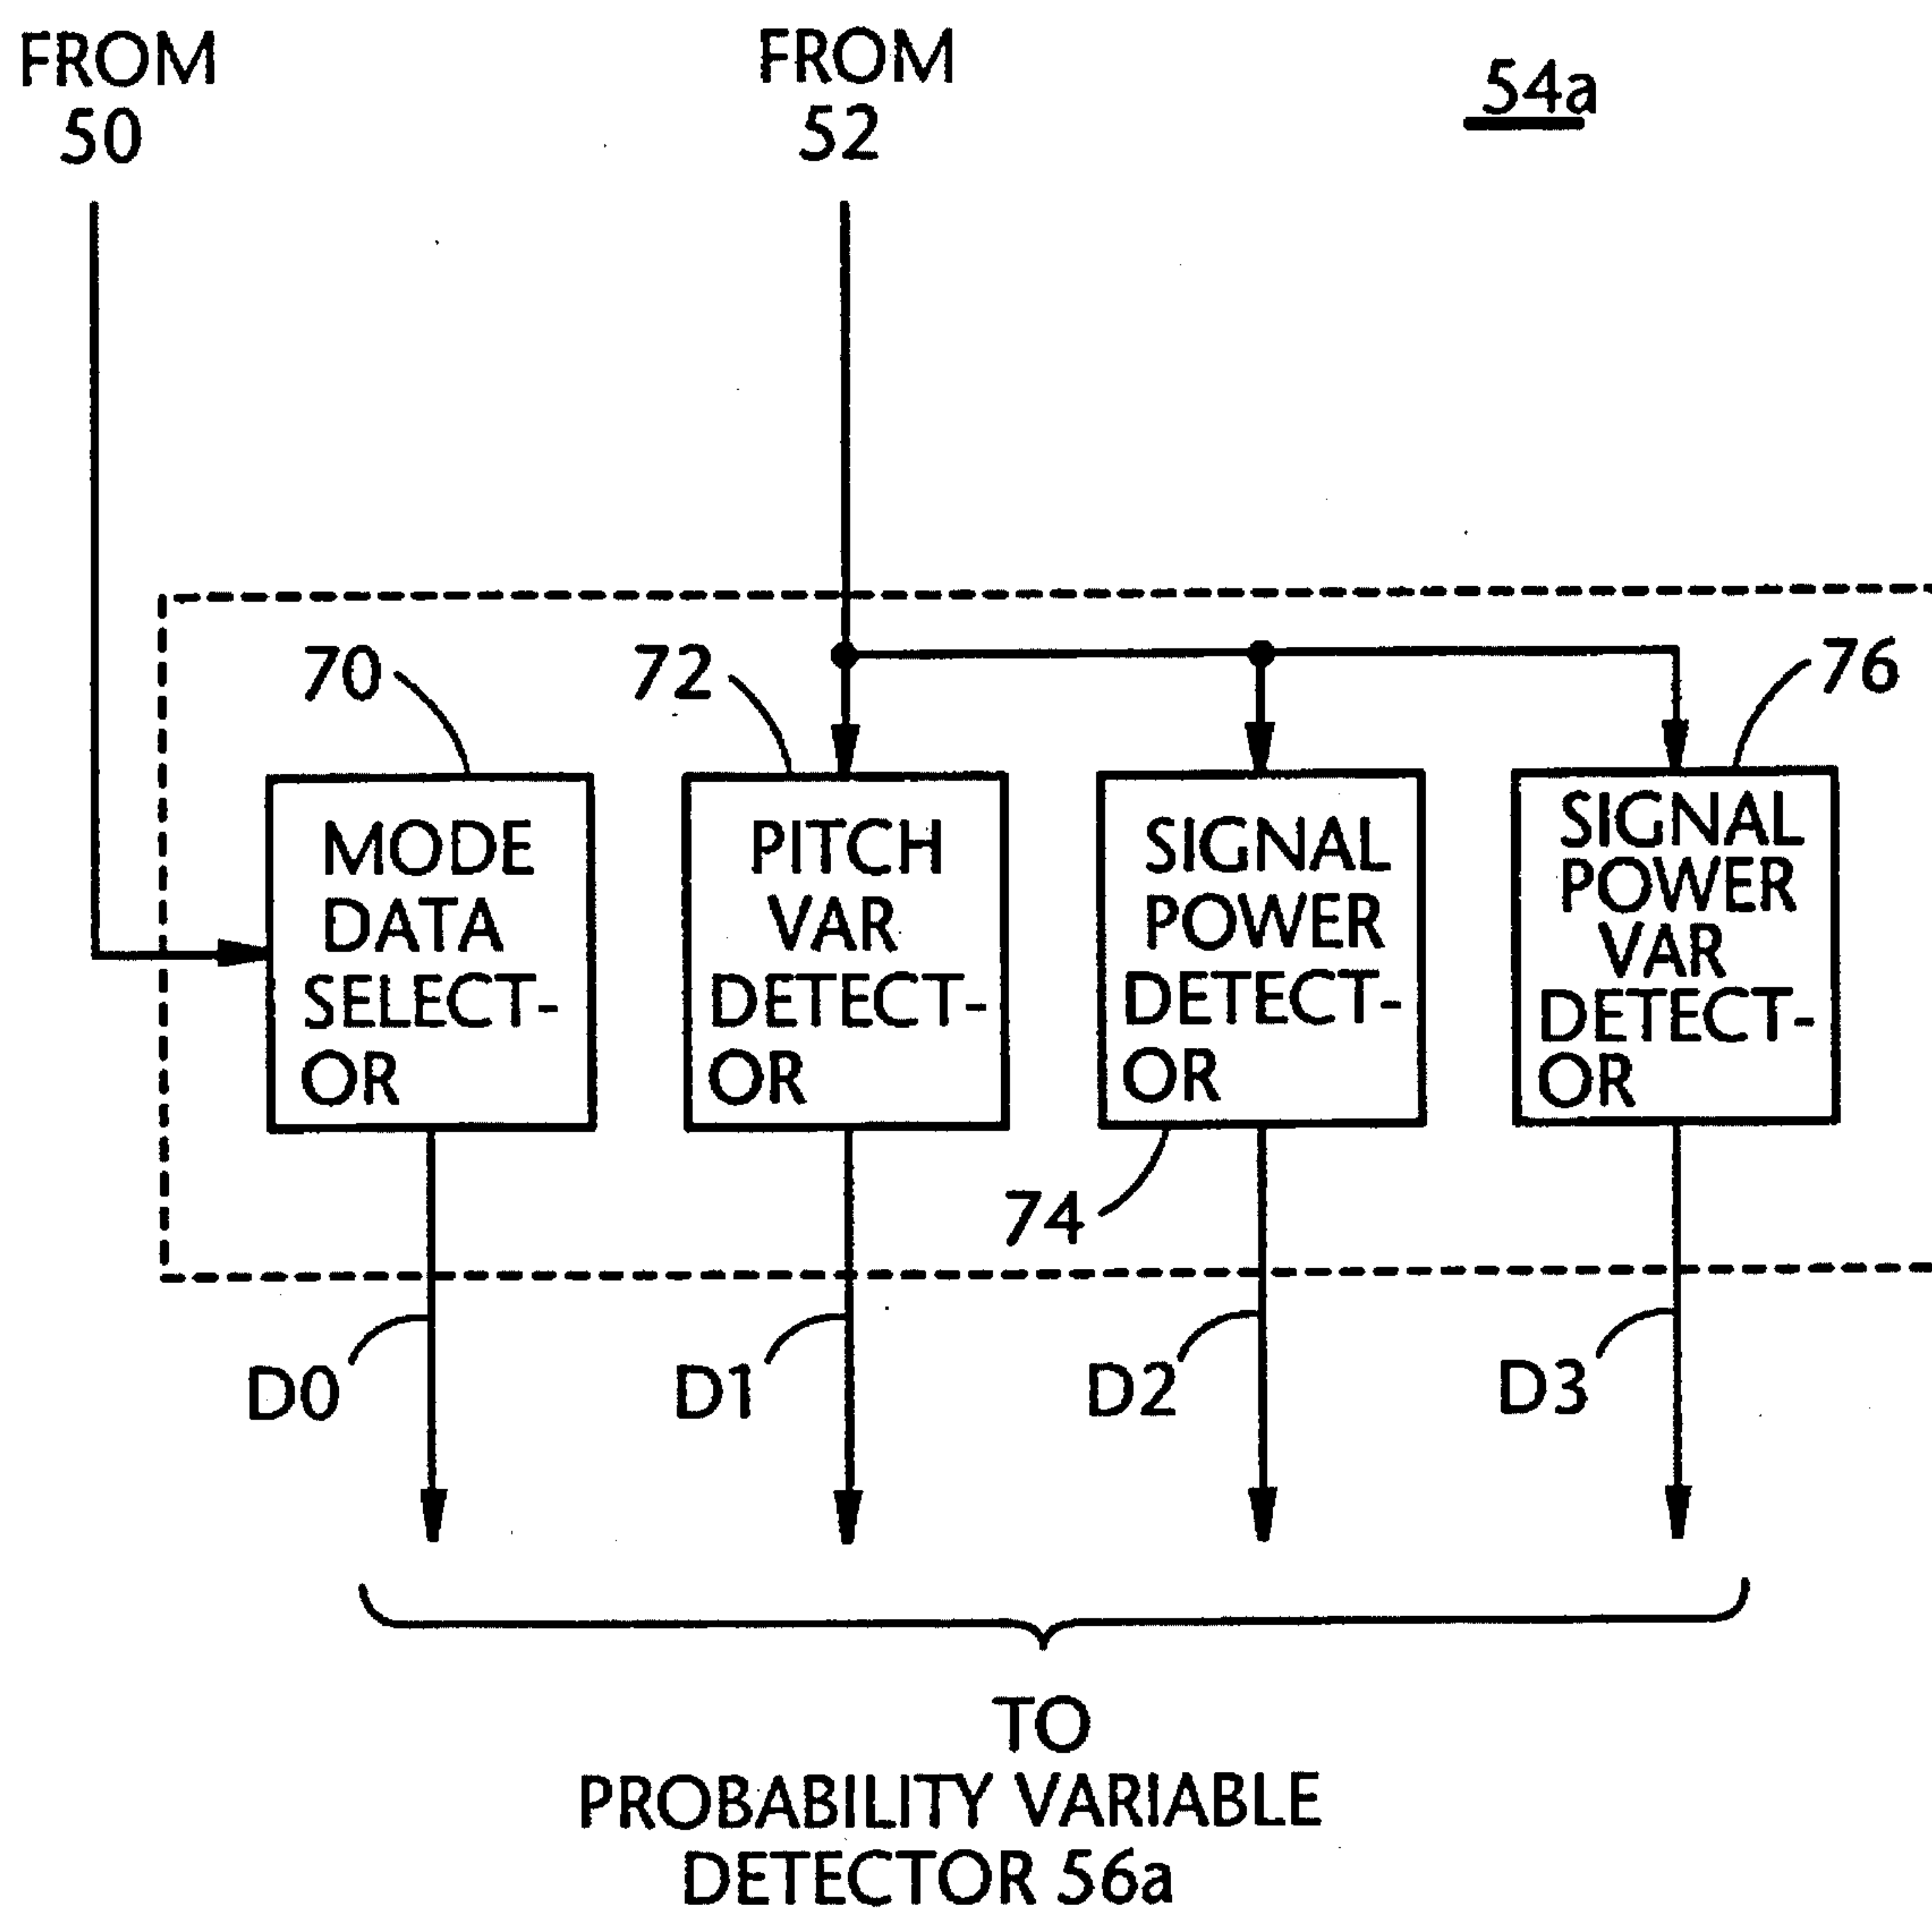 FROM
50
FROM
52
54a
70
72
76
MODE
DATA
SELECT-
OR
PITCH
VAR
DETECT-
OR
SIGNAL
POWER
DETECT-
OR
SIGNAL
POWER
VAR
DETECT-
OR
74
D0
D1
D2
D3
TO
PROBABILITY VARIABLE
DETECTOR 56a